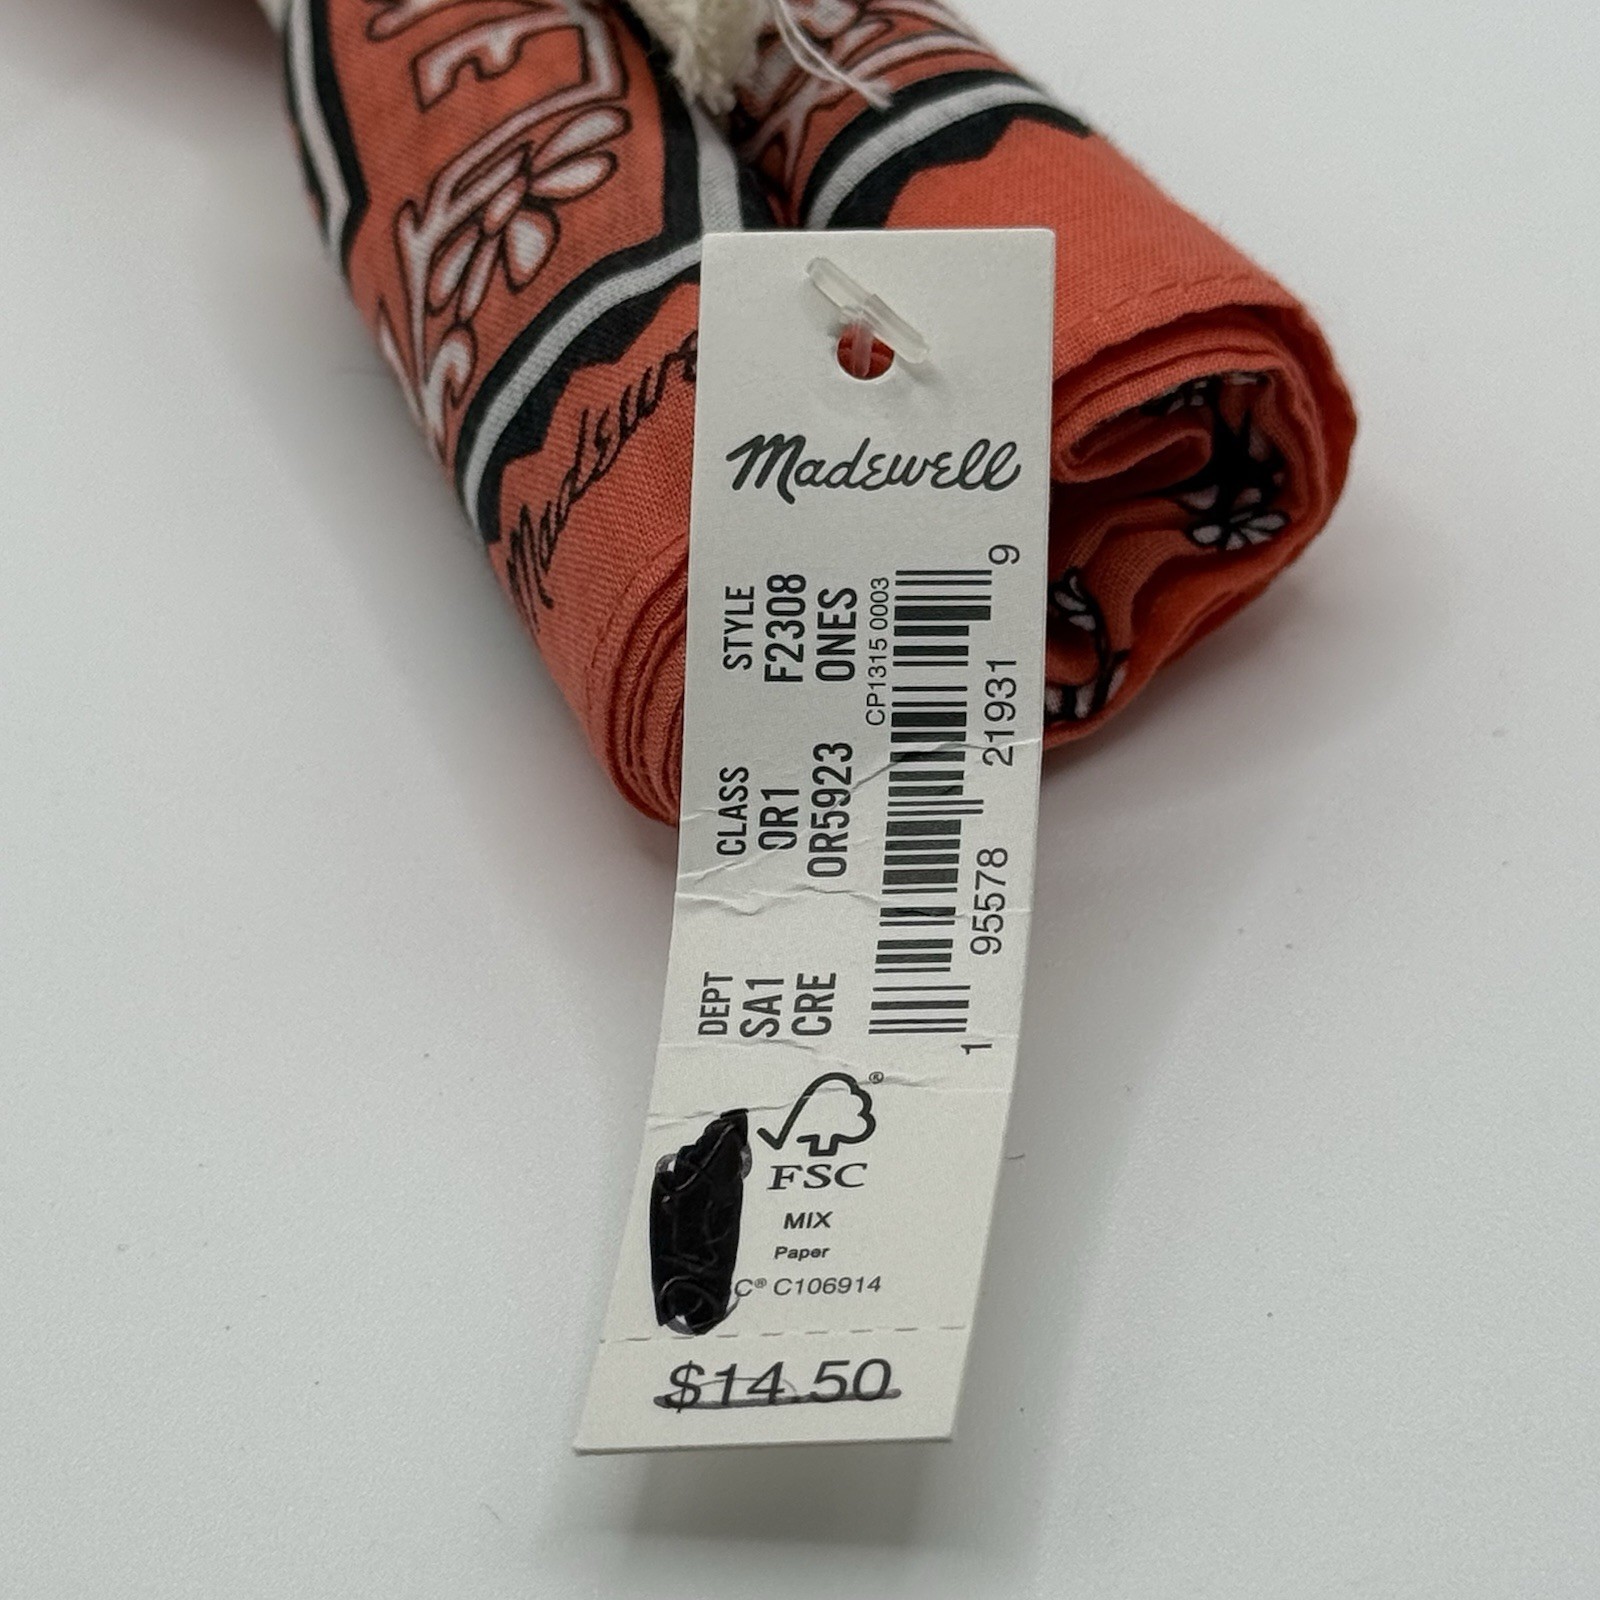 Madewell
STYLE
F2308
ONES
CLASS
OR1
OR5923
DEPT
SA1
CRE
CP1315 0003
1 95578 21931 9
FSC®
MIX
Paper
C® C106914
$14.50